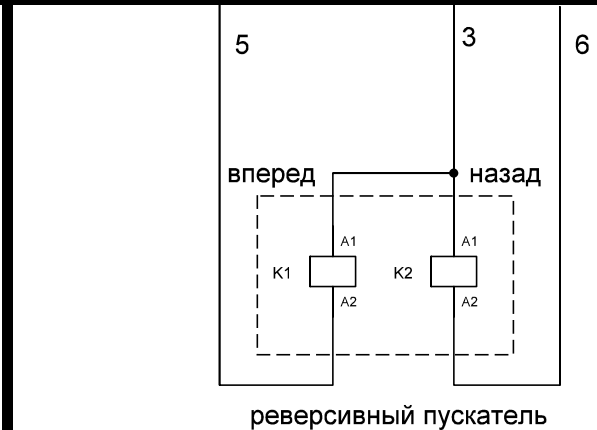 5 3 6
вперед назад
A1 A1
K1 K2
A2 A2
реверсивный пускатель